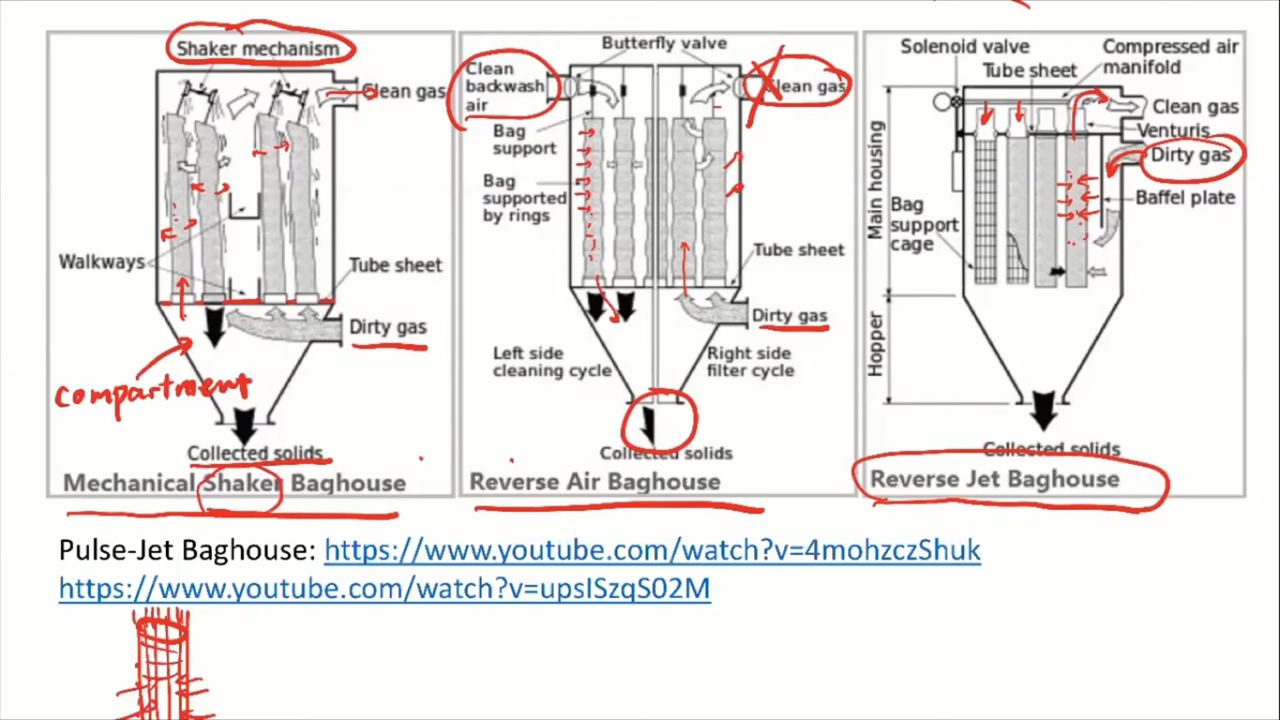 Shaker mechanism
Clean gas
Walkways
Tube sheet
Dirty gas
compartment
Collected solids
Mechanical Shaker Baghouse
Butterfly valve
Clean
backwash
air
Clean gas
Bag
support
Bag
supported
by rings
Tube sheet
Dirty gas
Left side
cleaning cycle
Right side
filter cycle
Collected solids
Reverse Air Baghouse
Solenoid valve
Compressed air
manifold
Tube sheet
Clean gas
Venturis
Dirty gas
Baffel plate
Main housing
Bag
support
cage
Hopper
Collected solids
Reverse Jet Baghouse
Pulse-Jet Baghouse: https://www.youtube.com/watch?v=4mohzczShuk
https://www.youtube.com/watch?v=upsISzqS02M